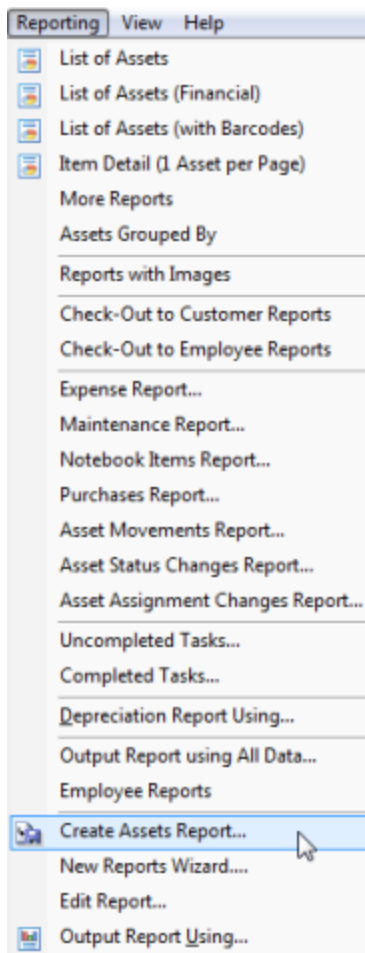 Reporting View Help
List of Assets
List of Assets (Financial)
List of Assets (with Barcodes)
Item Detail (1 Asset per Page)
More Reports
Assets Grouped By
Reports with Images
Check-Out to Customer Reports
Check-Out to Employee Reports
Expense Report...
Maintenance Report...
Notebook Items Report...
Purchases Report...
Asset Movements Report...
Asset Status Changes Report...
Asset Assignment Changes Report...
Uncompleted Tasks...
Completed Tasks...
Depreciation Report Using...
Output Report using All Data...
Employee Reports
Create Assets Report...
New Reports Wizard....
Edit Report...
Output Report Using...